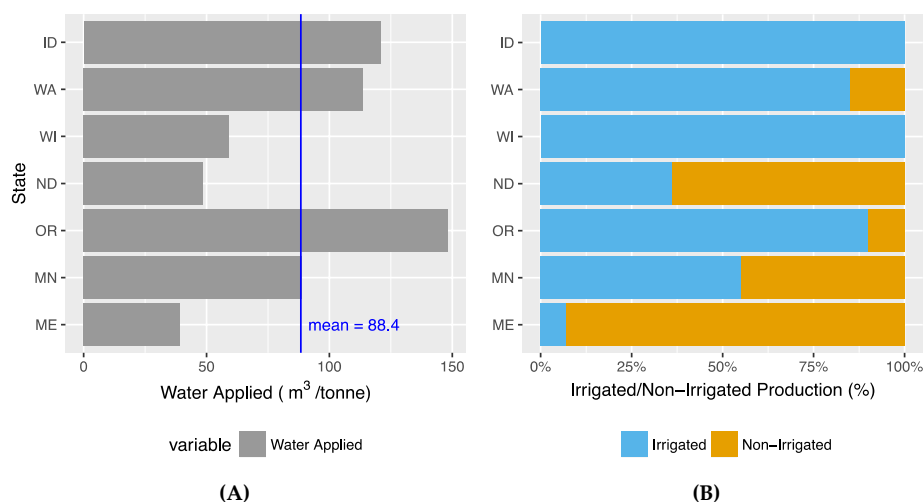 State
ID
WA
WI
ND
OR
MN
ME
mean = 88.4
0
50
100
150
Water Applied ( m³ /tonne)
variable
Water Applied
(A)
ID
WA
WI
ND
OR
MN
ME
0%
25%
50%
75%
100%
Irrigated/Non−Irrigated Production (%)
Irrigated
Non−Irrigated
(B)